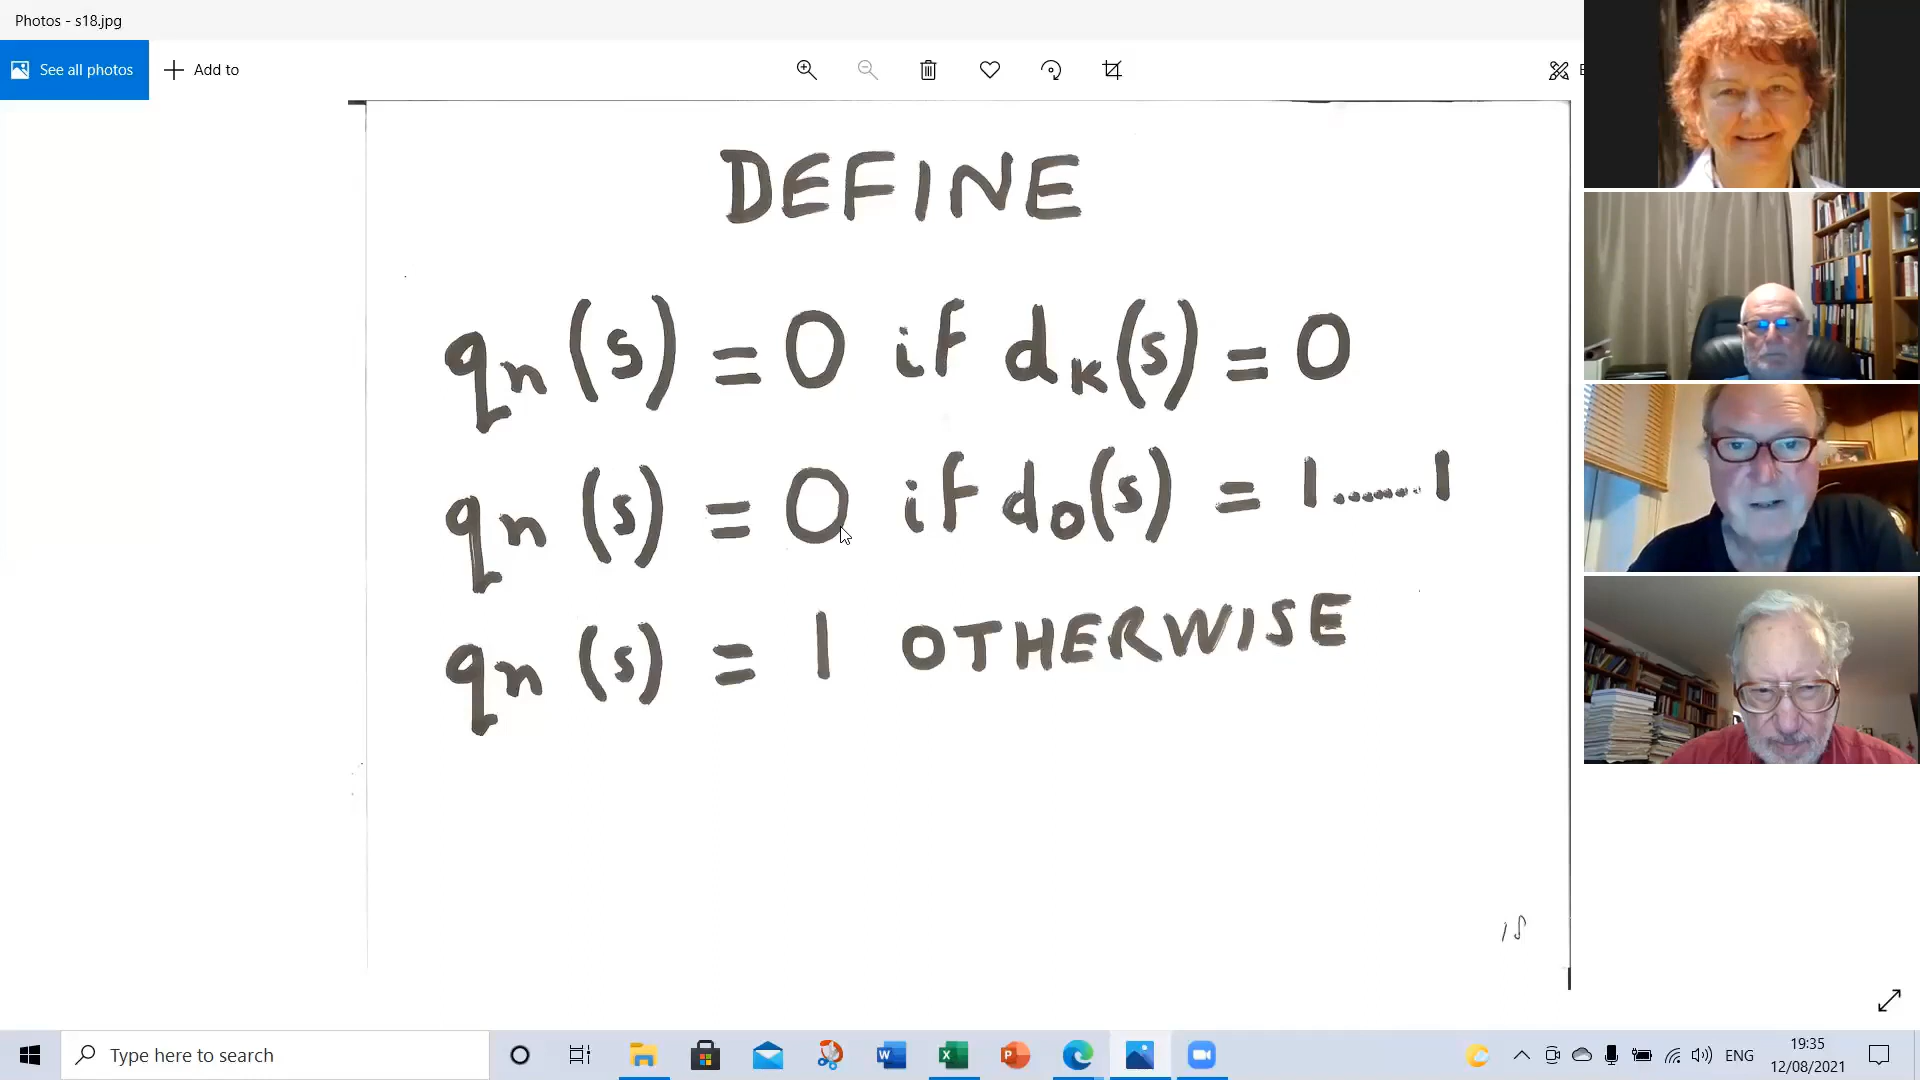 Photos - s18.jpg
See all photos
Add to
E
DEFINE
qn(s) = 0 if dK(s) = 0
qn(s) = 0 if d0(s) = 1......1
qn(s) = 1 OTHERWISE
18
Type here to search
ENG
19:35
12/08/2021